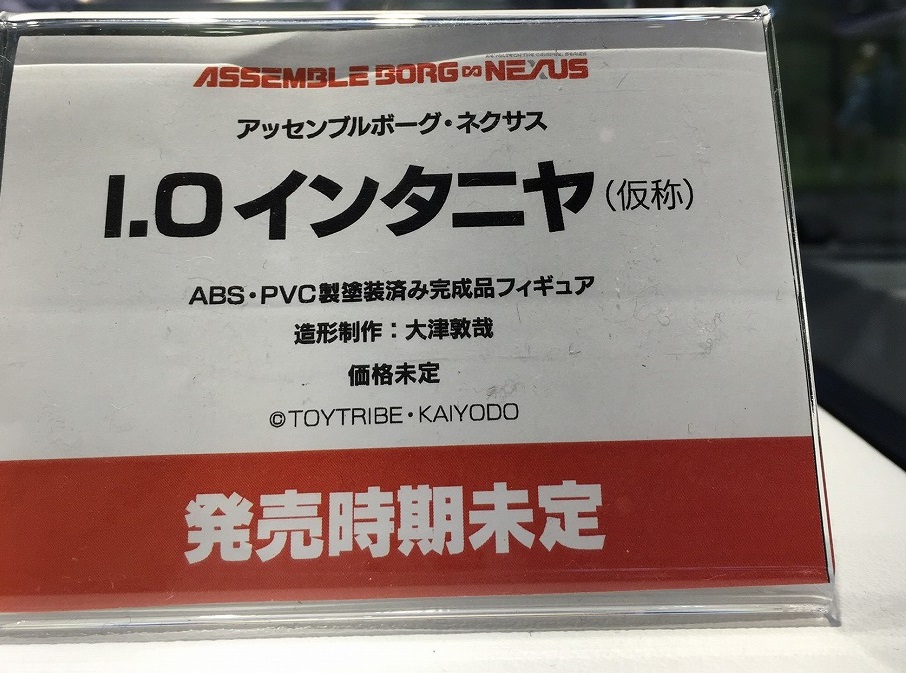 ASSEMBLE BORG∞NEXUS
アッセンブルボーグ・ネクサス
I.O インタニヤ(仮称)
ABS・PVC製塗装済み完成品フィギュア
造形制作：大津敦哉
価格未定
©TOYTRIBE・KAIYODO
発売時期未定